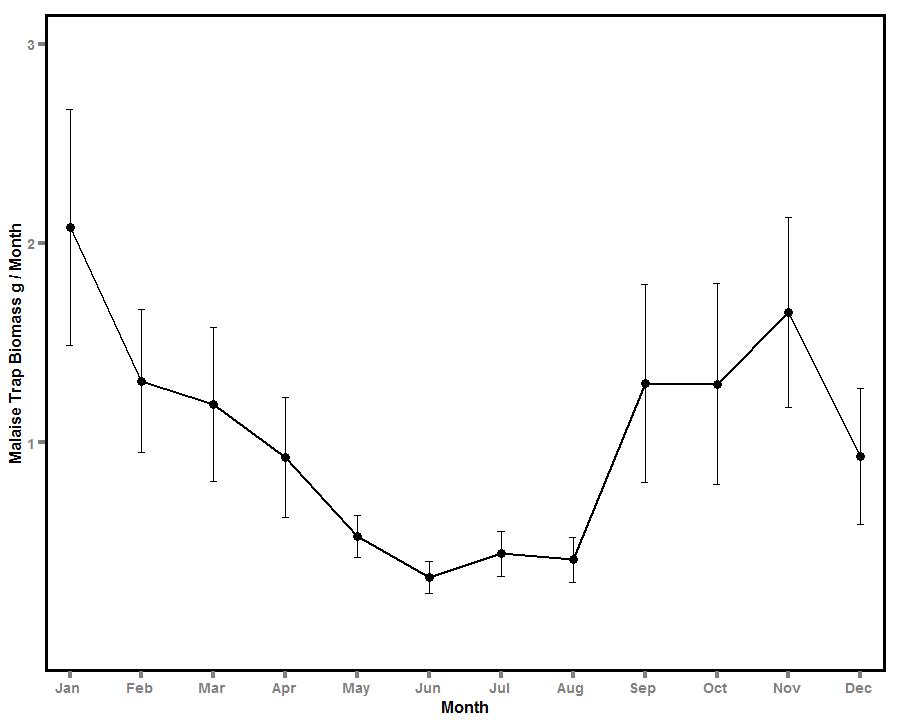 3
2
1
Malaise Trap Biomass g / Month
Jan Feb Mar Apr May Jun Jul Aug Sep Oct Nov Dec
Month